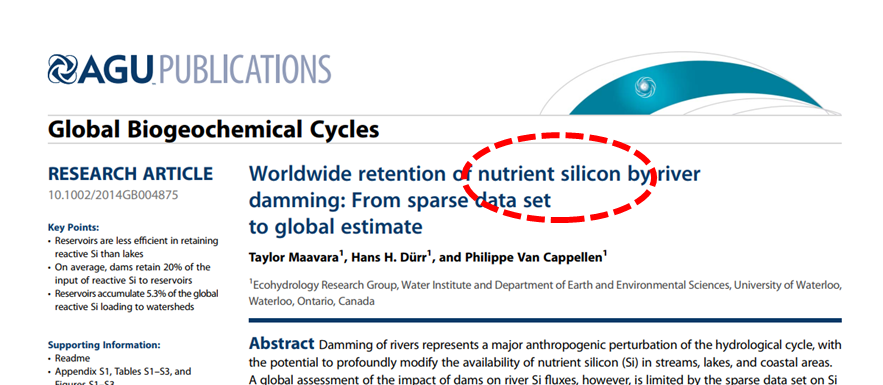 AGU PUBLICATIONS
Global Biogeochemical Cycles
RESEARCH ARTICLE
10.1002/2014GB004875
Key Points:
• Reservoirs are less efficient in retaining
reactive Si than lakes
• On average, dams retain 20% of the
input of reactive Si to reservoirs
• Reservoirs accumulate 5.3% of the global
reactive Si loading to watersheds
Supporting Information:
• Readme
• Appendix S1, Tables S1–S3, and
Figures S1–S3
Worldwide retention of nutrient silicon by river
damming: From sparse data set
to global estimate
Taylor Maavara¹, Hans H. Dürr¹, and Philippe Van Cappellen¹
¹Ecohydrology Research Group, Water Institute and Department of Earth and Environmental Sciences, University of Waterloo,
Waterloo, Ontario, Canada
Abstract Damming of rivers represents a major anthropogenic perturbation of the hydrological cycle, with
the potential to profoundly modify the availability of nutrient silicon (Si) in streams, lakes, and coastal areas.
A global assessment of the impact of dams on river Si fluxes, however, is limited by the sparse data set on Si